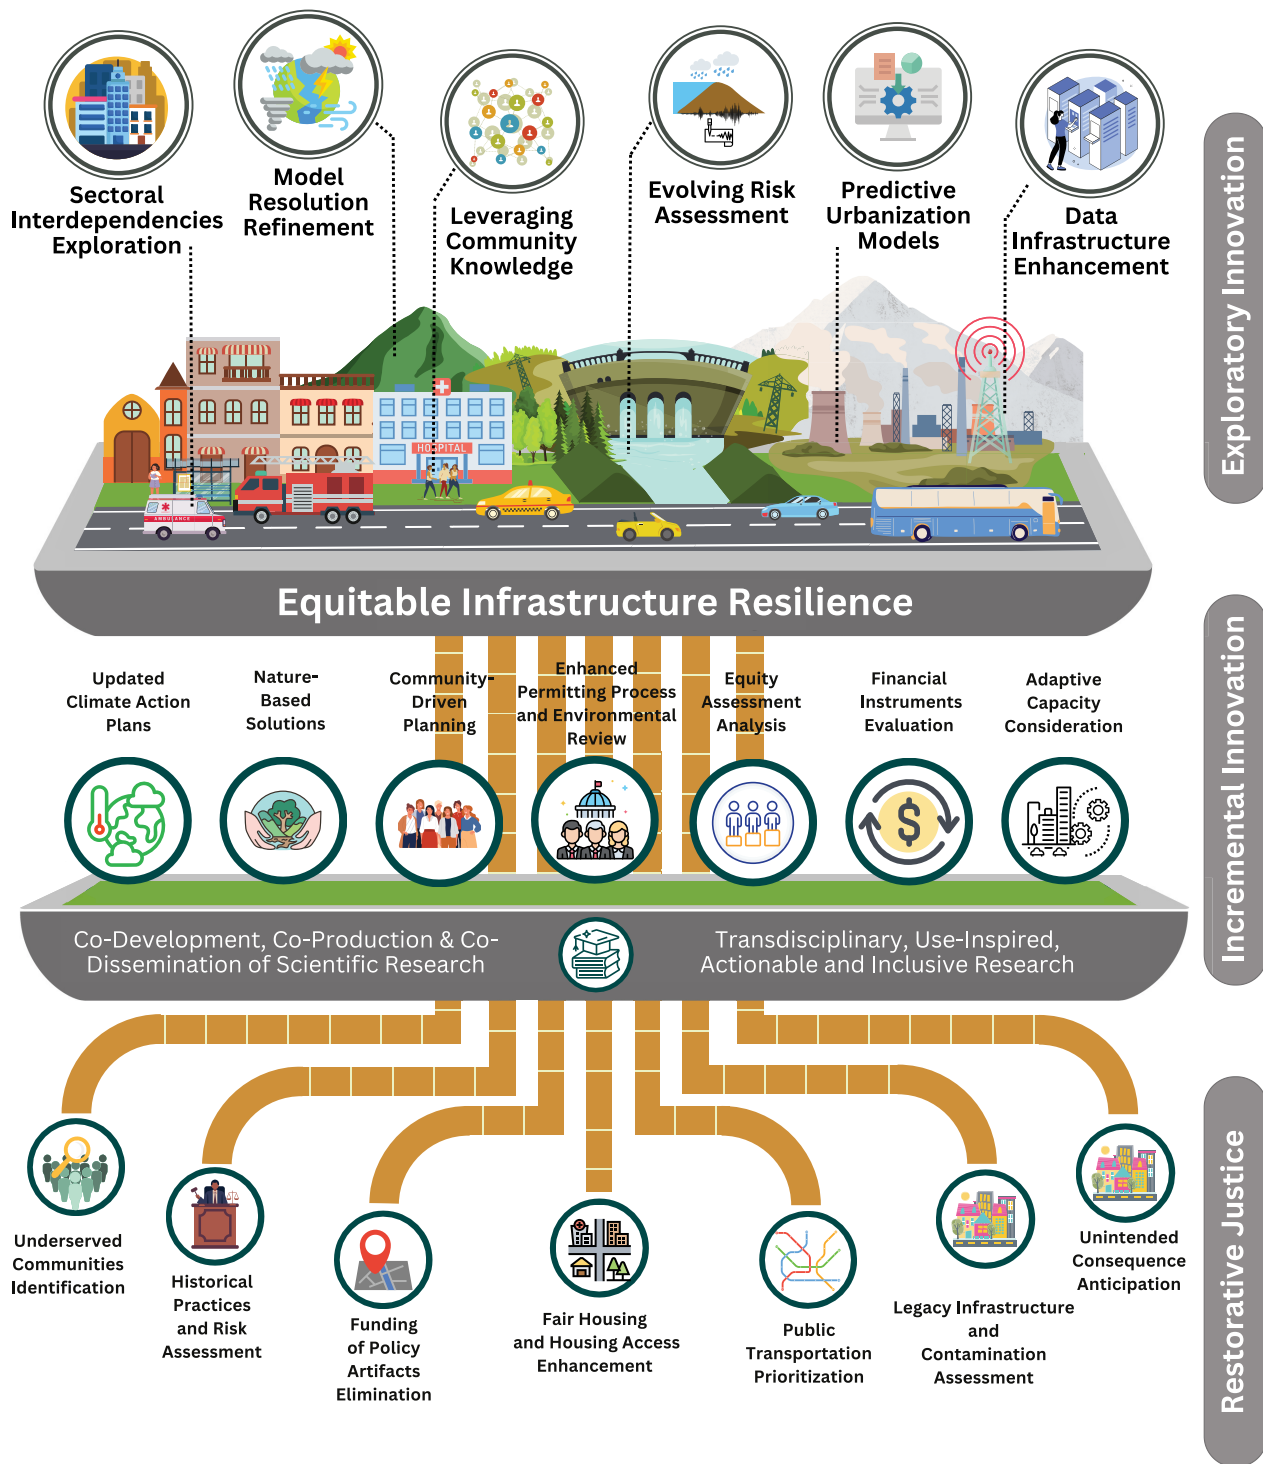 Sectoral
Interdependencies
Exploration
Model
Resolution
Refinement
Leveraging
Community
Knowledge
Evolving Risk
Assessment
Predictive
Urbanization
Models
Data
Infrastructure
Enhancement
Exploratory Innovation
HOSPITAL
AMBULANCE
Equitable Infrastructure Resilience
Updated
Climate Action
Plans
Nature-
Based
Solutions
Community-
Driven
Planning
Enhanced
Permitting Process
and Environmental
Review
Equity
Assessment
Analysis
Financial
Instruments
Evaluation
Adaptive
Capacity
Consideration
$
Incremental Innovation
Co-Development, Co-Production & Co-
Dissemination of Scientific Research
Transdisciplinary, Use-Inspired,
Actionable and Inclusive Research
Underserved
Communities
Identification
Historical
Practices
and Risk
Assessment
Funding
of Policy
Artifacts
Elimination
Fair Housing
and Housing Access
Enhancement
Public
Transportation
Prioritization
Legacy Infrastructure
and
Contamination
Assessment
Unintended
Consequence
Anticipation
Restorative Justice